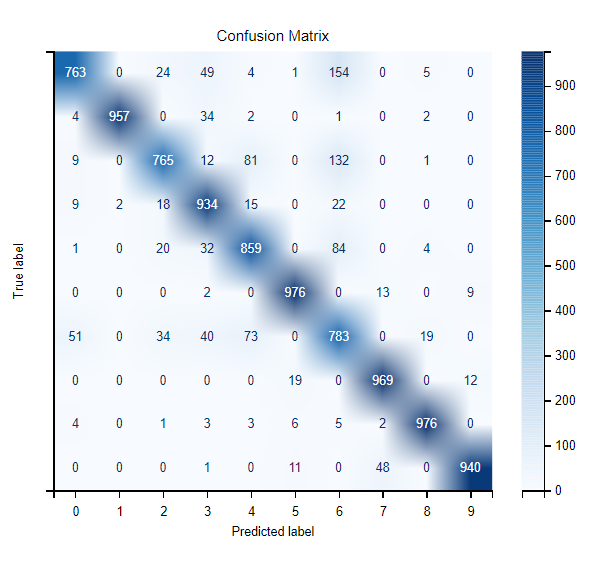 Confusion Matrix
763 0 24 49 4 1 154 0 5 0
4 957 0 34 2 0 1 0 2 0
9 0 765 12 81 0 132 0 1 0
9 2 18 934 15 0 22 0 0 0
1 0 20 32 859 0 84 0 4 0
0 0 0 2 0 976 0 13 0 9
51 0 34 40 73 0 783 0 19 0
0 0 0 0 0 19 0 969 0 12
4 0 1 3 3 6 5 2 976 0
0 0 0 1 0 11 0 48 0 940
0 1 2 3 4 5 6 7 8 9
Predicted label
True label
900
800
700
600
500
400
300
200
100
0